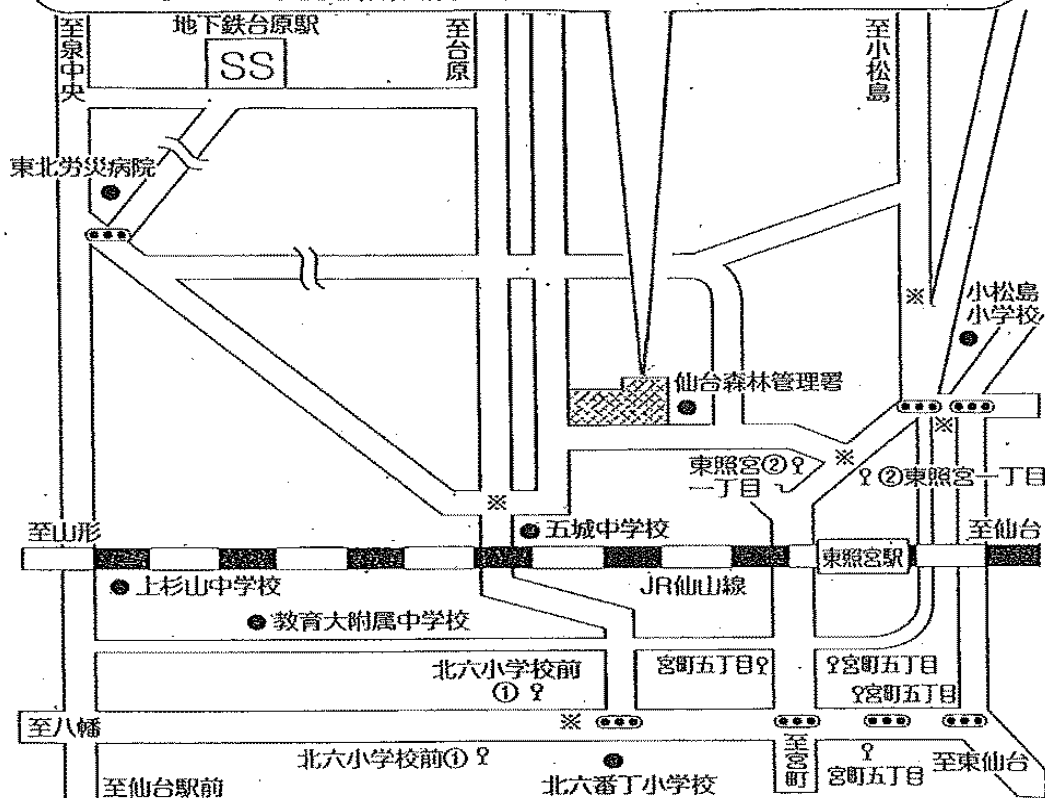 地下鉄台原駅
SS
至泉中央
至台原
至小松島
東北労災病院
小松島
小学校
※
仙台森林管理署
※
東照宮②
一丁目
※
②東照宮一丁目
※
五城中学校
至山形
至仙台
東照宮駅
上杉山中学校
JR仙山線
教育大附属中学校
北六小学校前
①
宮町五丁目
宮町五丁目
宮町五丁目
至八幡
※
北六小学校前①
至宮町
宮町五丁目
至東仙台
至仙台駅前
北六番丁小学校